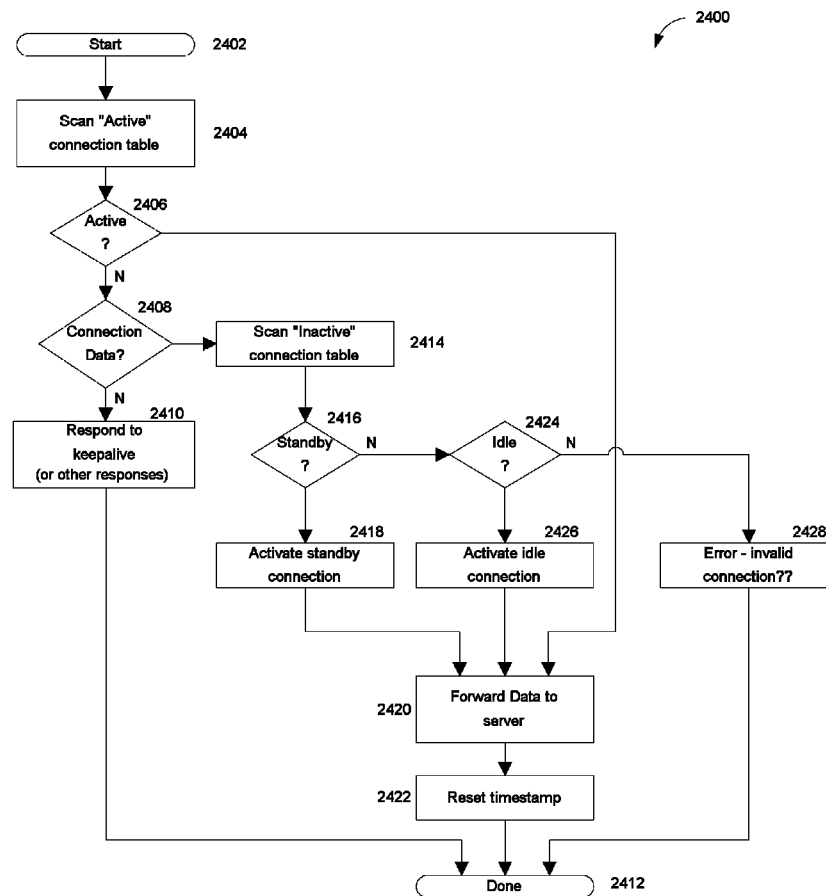 2400
Start
2402
Scan "Active"
connection table
2404
2406
Active
?
N
2408
Connection
Data?
N
Scan "Inactive"
connection table
2414
2410
Respond to
keepalive
(or other responses)
2416
Standby
?
N
2424
Idle
?
N
2418
Activate standby
connection
2426
Activate idle
connection
2428
Error - invalid
connection??
2420
Forward Data to
server
2422
Reset timestamp
Done
2412